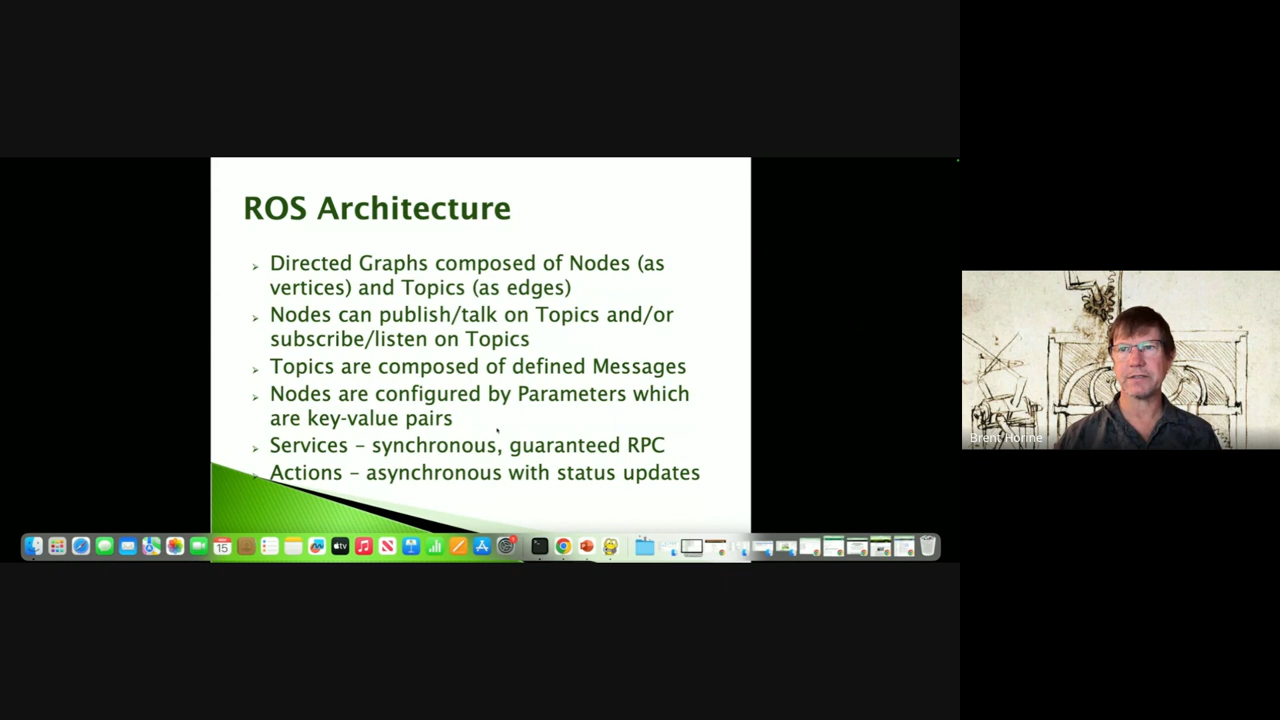 ROS Architecture
Directed Graphs composed of Nodes (as
vertices) and Topics (as edges)
Nodes can publish/talk on Topics and/or
subscribe/listen on Topics
Topics are composed of defined Messages
Nodes are configured by Parameters which
are key-value pairs
Services – synchronous, guaranteed RPC
Actions – asynchronous with status updates
Brent Horine
tv
15